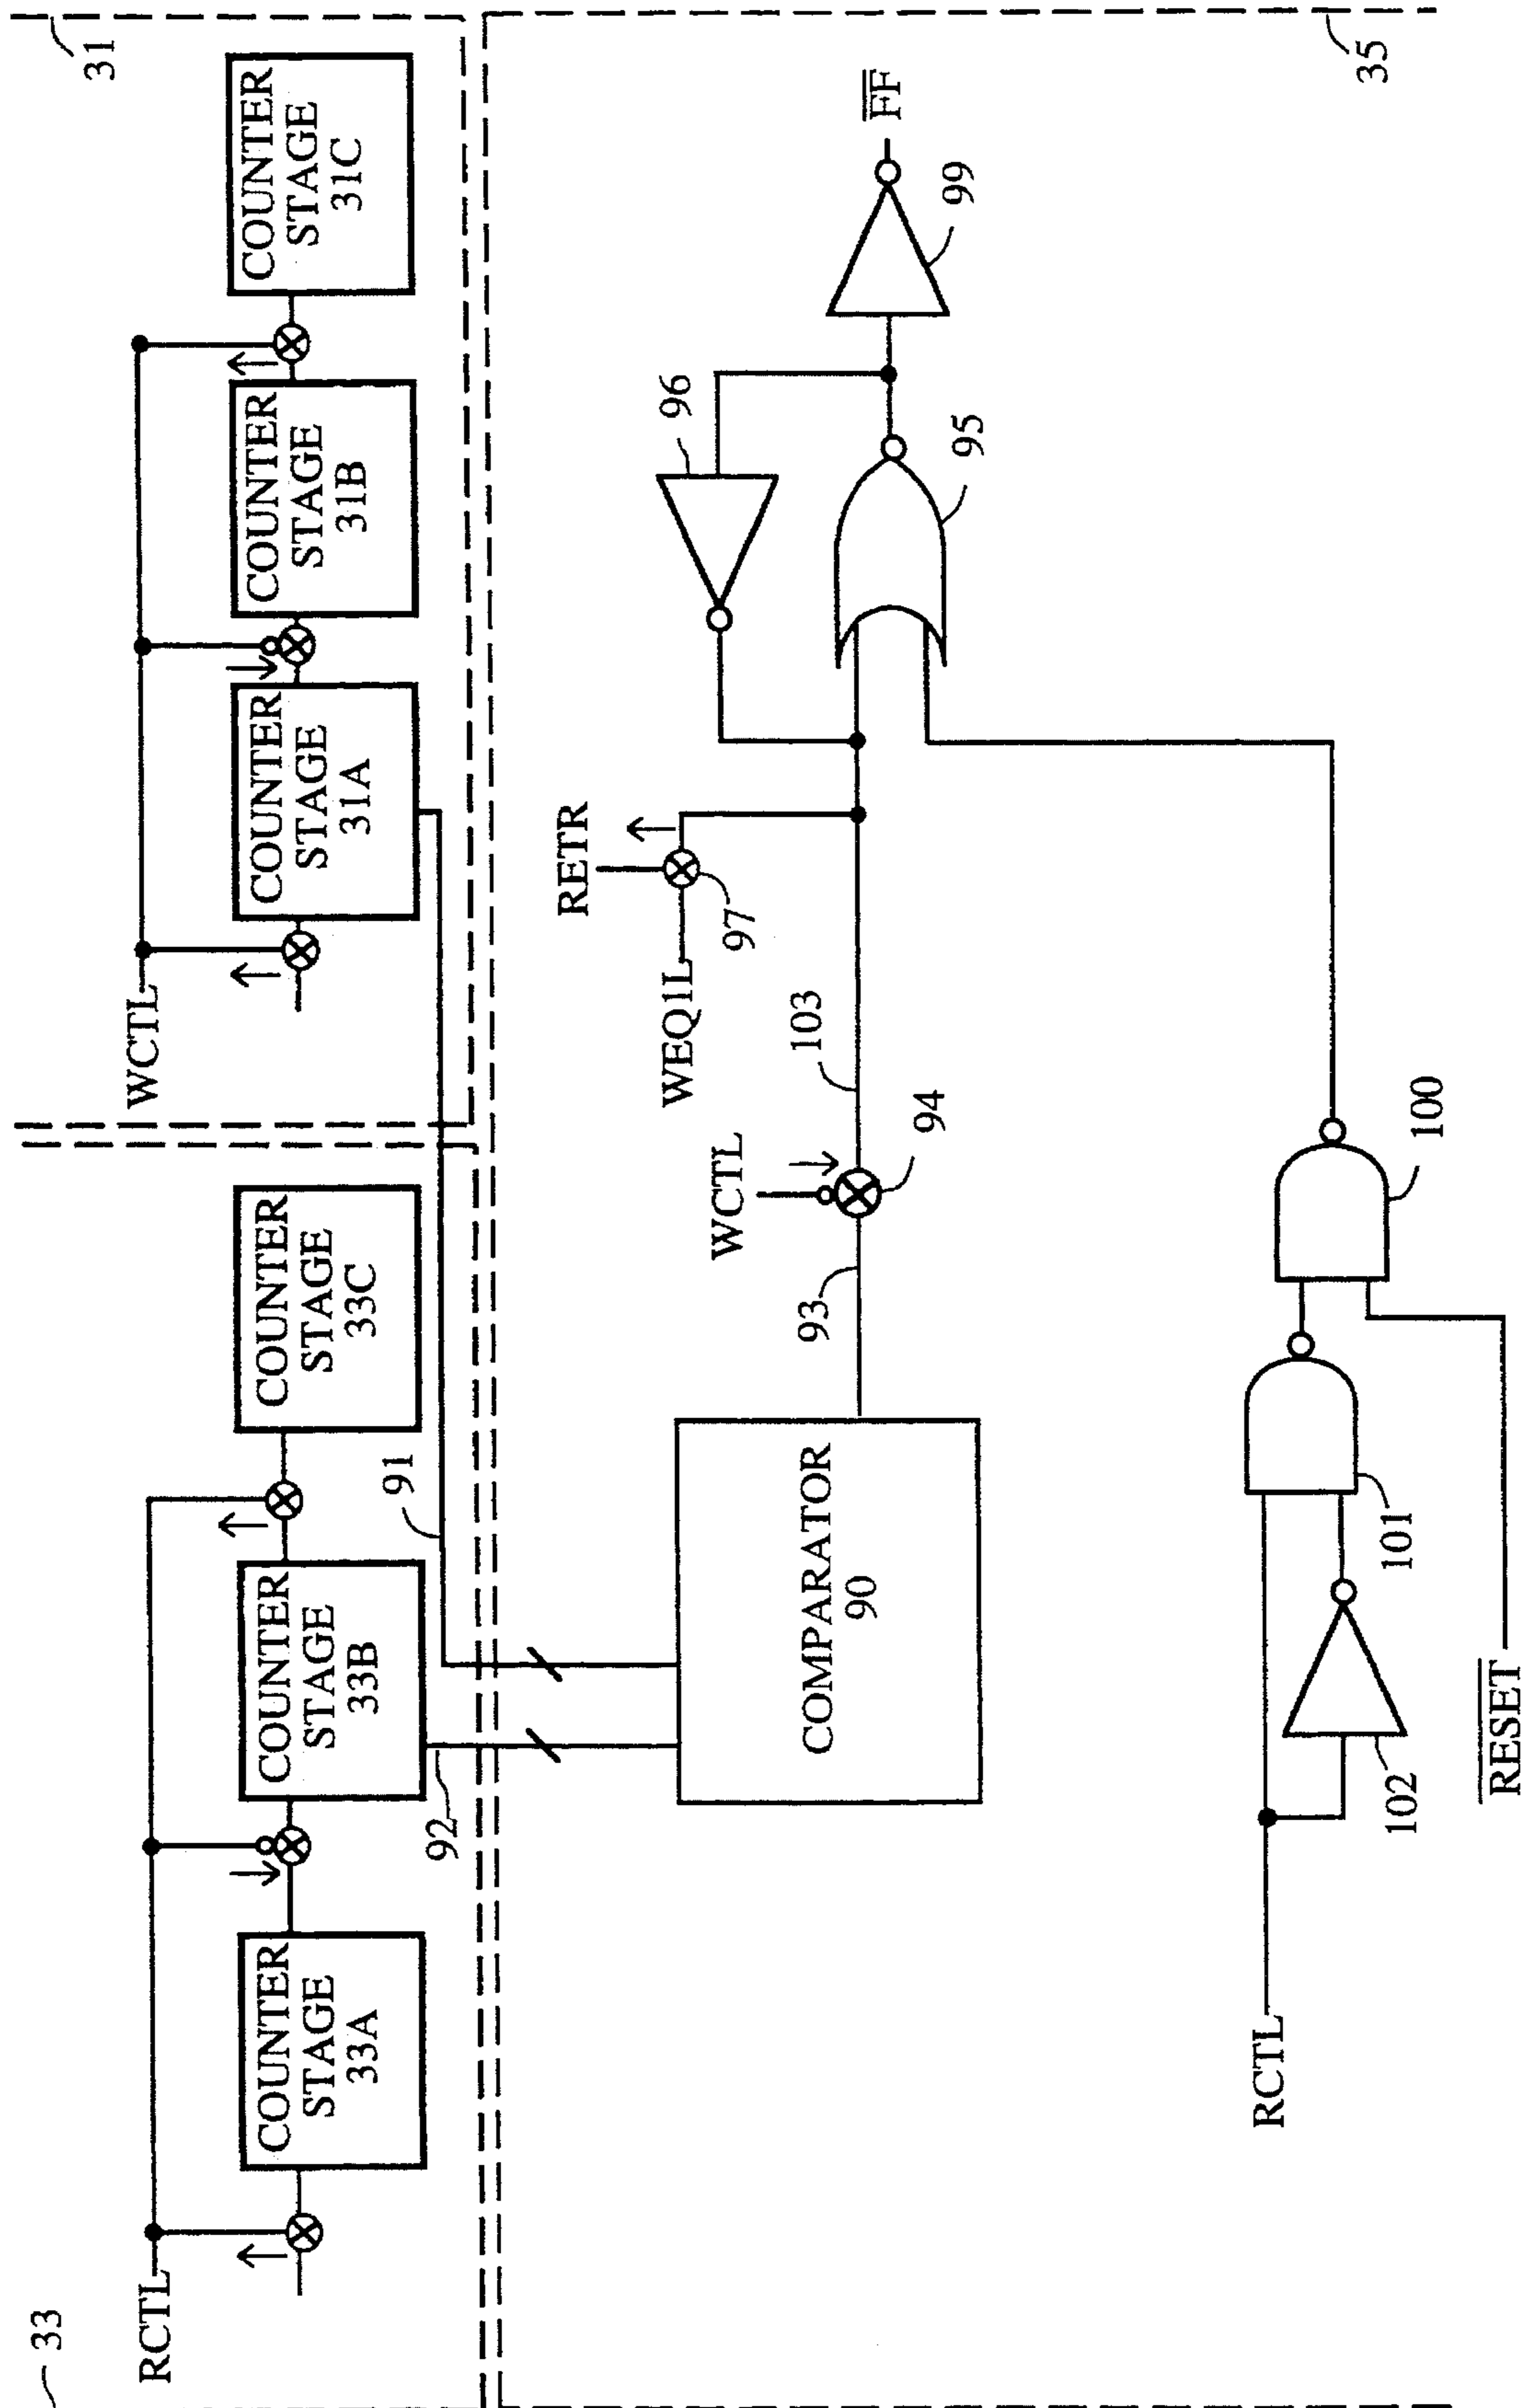 33
RCTL
COUNTER
STAGE
33A
COUNTER
STAGE
33B
COUNTER
STAGE
33C
92
91
31
WCTL
COUNTER
STAGE
31A
COUNTER
STAGE
31B
COUNTER
STAGE
31C
35
COMPARATOR
90
93
WCTL
94
103
RETR
WEQ1L
97
96
95
99
FF
RCTL
102
101
RESET
100